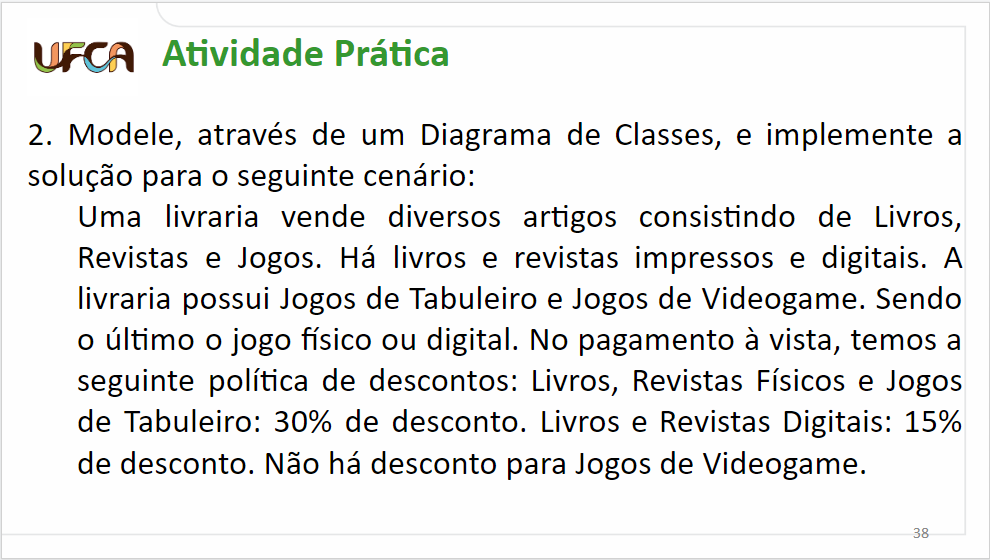 UFCA
Atividade Prática
2. Modele, através de um Diagrama de Classes, e implemente a
solução para o seguinte cenário:
Uma livraria vende diversos artigos consistindo de Livros,
Revistas e Jogos. Há livros e revistas impressos e digitais. A
livraria possui Jogos de Tabuleiro e Jogos de Videogame. Sendo
o último o jogo físico ou digital. No pagamento à vista, temos a
seguinte política de descontos: Livros, Revistas Físicos e Jogos
de Tabuleiro: 30% de desconto. Livros e Revistas Digitais: 15%
de desconto. Não há desconto para Jogos de Videogame.
38